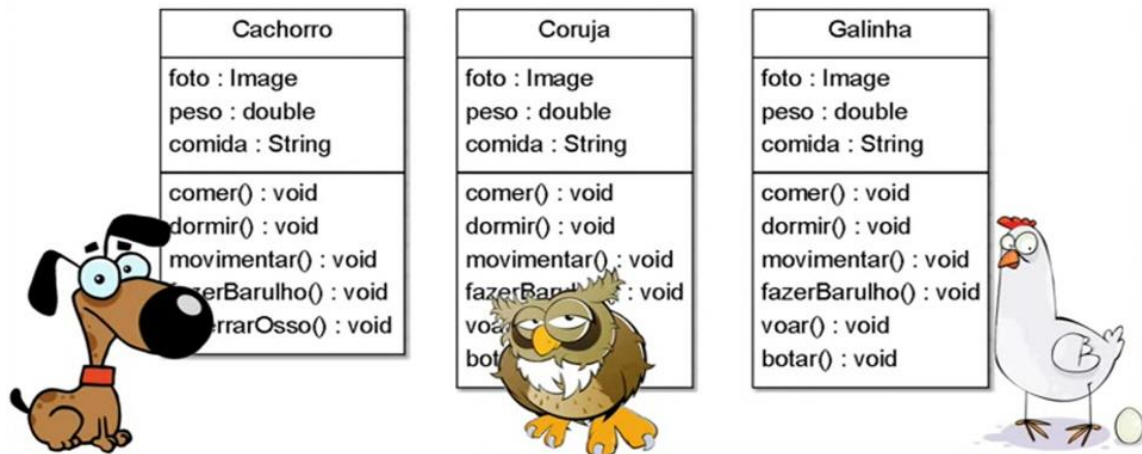 Cachorro
foto : Image
peso : double
comida : String
comer() : void
dormir() : void
movimentar() : void
: void
: void
Coruja
foto : Image
peso : double
comida : String
comer() : void
dormir() : void
movimentar() : void
: void
Galinha
foto : Image
peso : double
comida : String
comer() : void
dormir() : void
movimentar() : void
fazerBarulho() : void
voar() : void
botar() : void